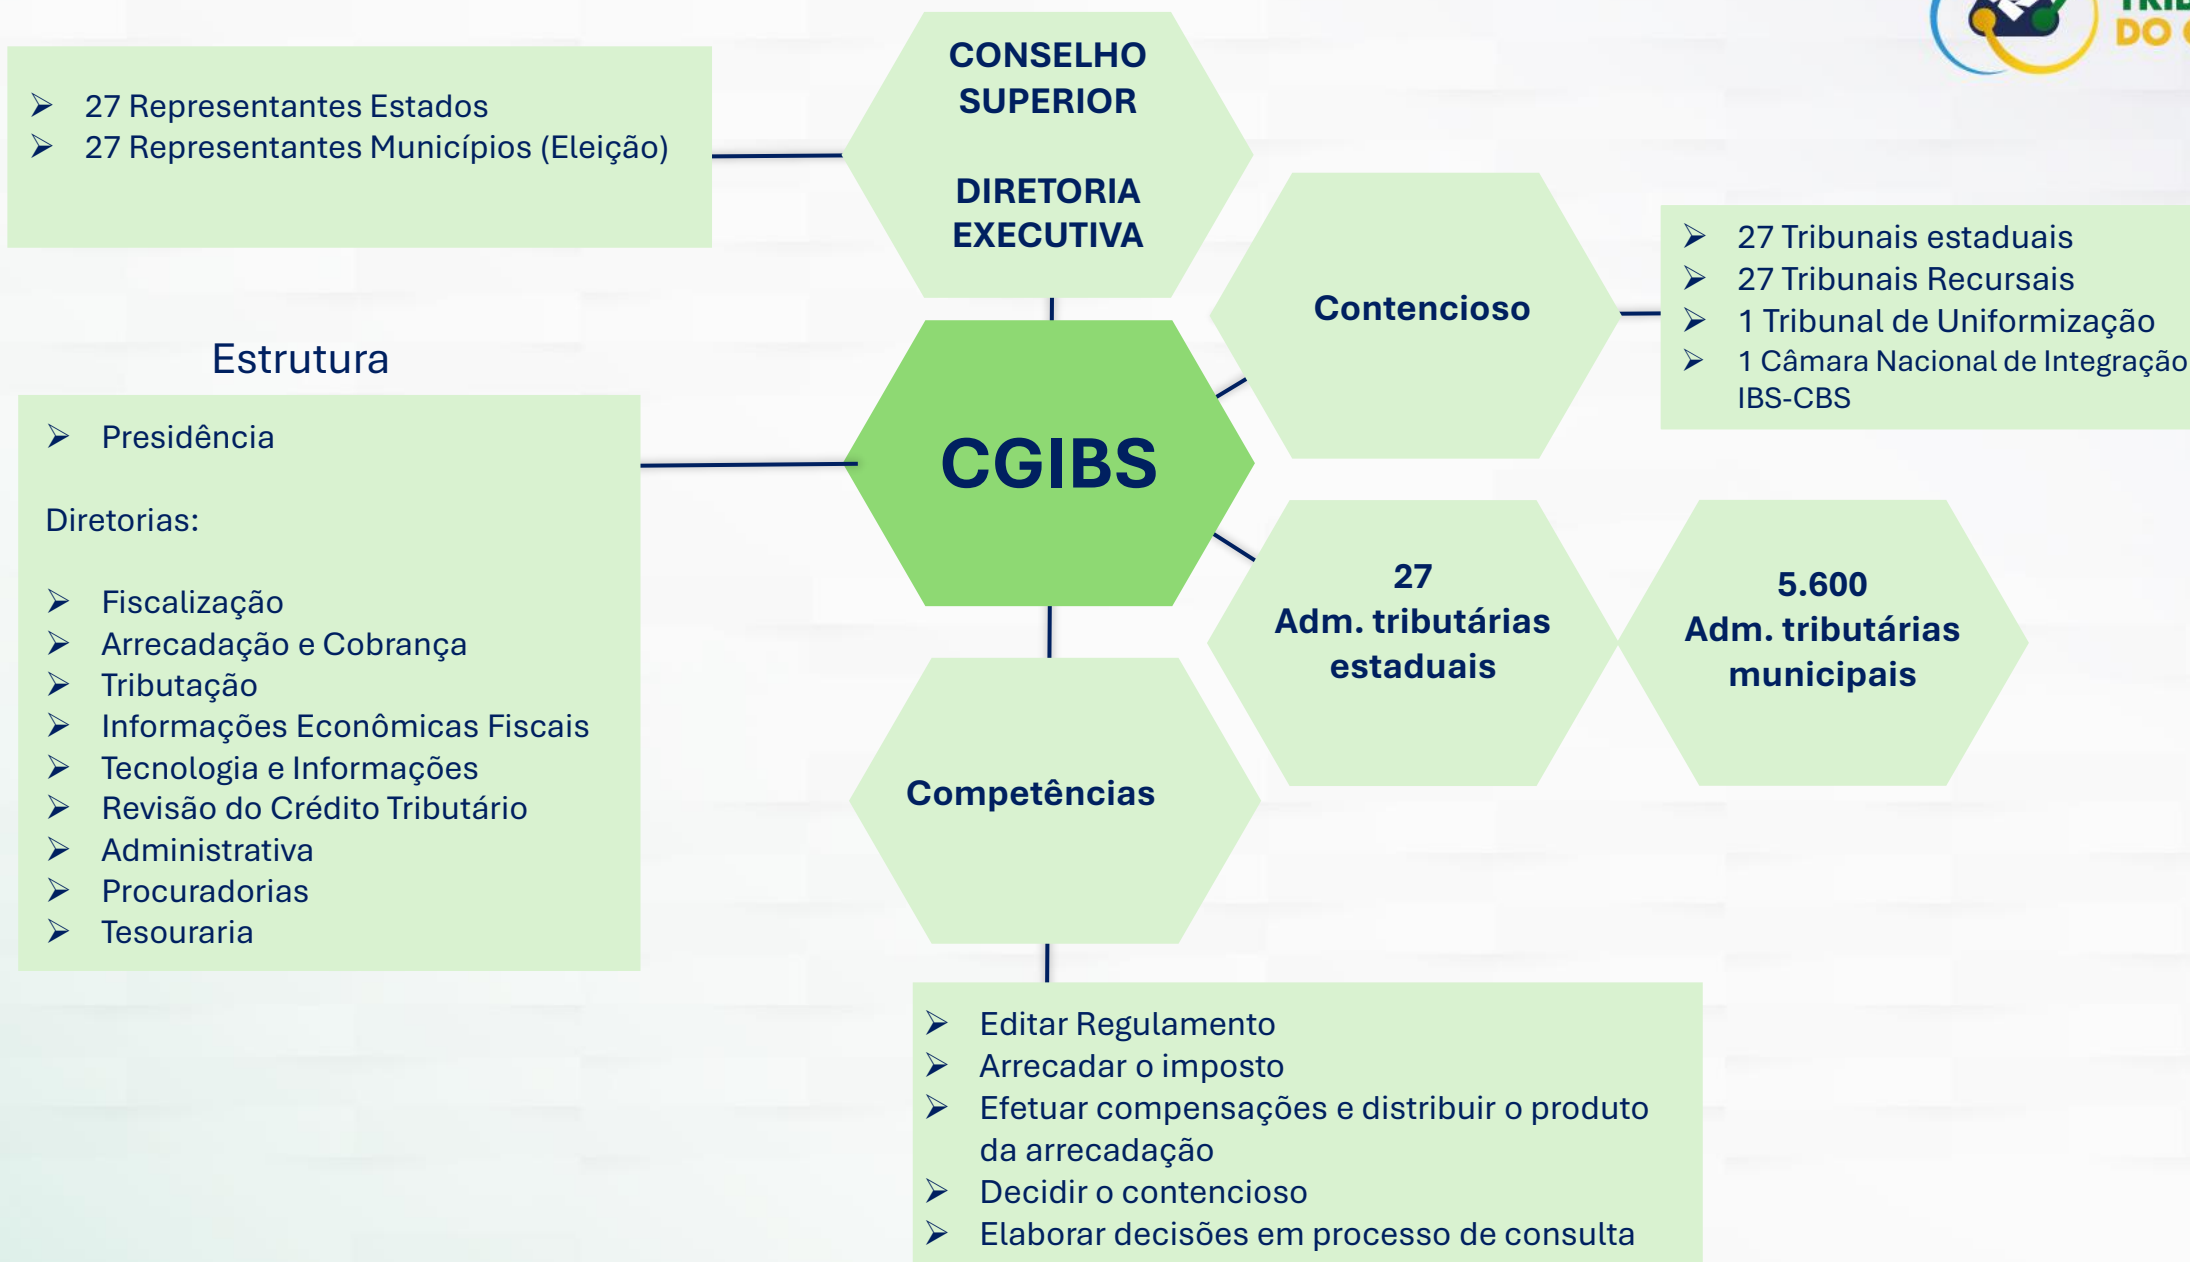 DO
CONSELHO
SUPERIOR
DIRETORIA
EXECUTIVA
➢ 27 Representantes Estados
➢ 27 Representantes Municípios (Eleição)
Contencioso
➢ 27 Tribunais estaduais
➢ 27 Tribunais Recursais
➢ 1 Tribunal de Uniformização
➢ 1 Câmara Nacional de Integração
IBS-CBS
Estrutura
➢ Presidência
Diretorias:
➢ Fiscalização
➢ Arrecadação e Cobrança
➢ Tributação
➢ Informações Econômicas Fiscais
➢ Tecnologia e Informações
➢ Revisão do Crédito Tributário
➢ Administrativa
➢ Procuradorias
➢ Tesouraria
CGIBS
27
Adm. tributárias
estaduais
5.600
Adm. tributárias
municipais
Competências
➢ Editar Regulamento
➢ Arrecadar o imposto
➢ Efetuar compensações e distribuir o produto
da arrecadação
➢ Decidir o contencioso
➢ Elaborar decisões em processo de consulta